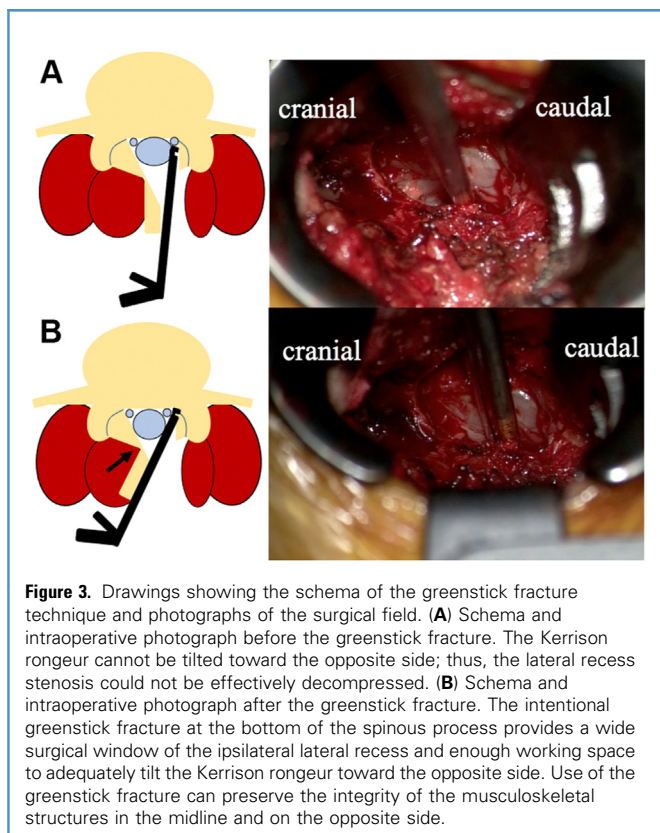 A
cranial
caudal
B
cranial
caudal
Figure 3. Drawings showing the schema of the greenstick fracture
technique and photographs of the surgical field. (A) Schema and
intraoperative photograph before the greenstick fracture. The Kerrison
rongeur cannot be tilted toward the opposite side; thus, the lateral recess
stenosis could not be effectively decompressed. (B) Schema and
intraoperative photograph after the greenstick fracture. The intentional
greenstick fracture at the bottom of the spinous process provides a wide
surgical window of the ipsilateral lateral recess and enough working space
to adequately tilt the Kerrison rongeur toward the opposite side. Use of the
greenstick fracture can preserve the integrity of the musculoskeletal
structures in the midline and on the opposite side.